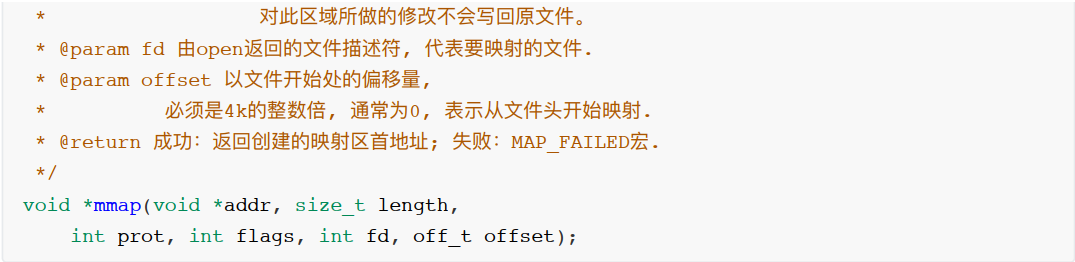 *                  对此区域所做的修改不会写回原文件。
* @param fd 由open返回的文件描述符, 代表要映射的文件.
* @param offset 以文件开始处的偏移量,
*          必须是4k的整数倍, 通常为0, 表示从文件头开始映射.
* @return 成功: 返回创建的映射区首地址; 失败: MAP_FAILED宏.
*/
void *mmap(void *addr, size_t length,
    int prot, int flags, int fd, off_t offset);